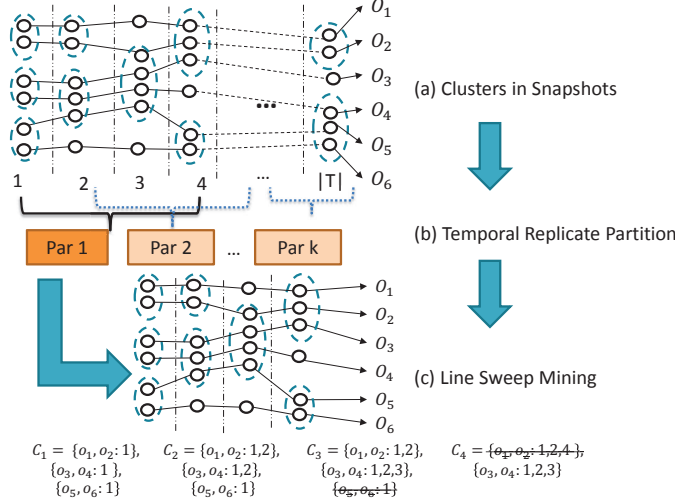 O₁
O₂
(a) Clusters in Snapshots
O₃
O₄
...
O₅
O₆
1 2 3 4 ... |T|
Par 1 Par 2 ... Par k
(b) Temporal Replicate Partition
O₁
O₂
O₃
O₄
(c) Line Sweep Mining
O₅
O₆
C₁ = {o₁, o₂: 1}, C₂ = {o₁, o₂: 1,2}, C₃ = {o₁, o₂: 1,2}, C₄ = {o₁, o₂: 1,2,4 },
{o₃, o₄: 1}, {o₃, o₄: 1,2}, {o₃, o₄: 1,2,3}, {o₃, o₄: 1,2,3}
{o₅, o₆: 1} {o₅, o₆: 1} {o₅, o₆: 1}